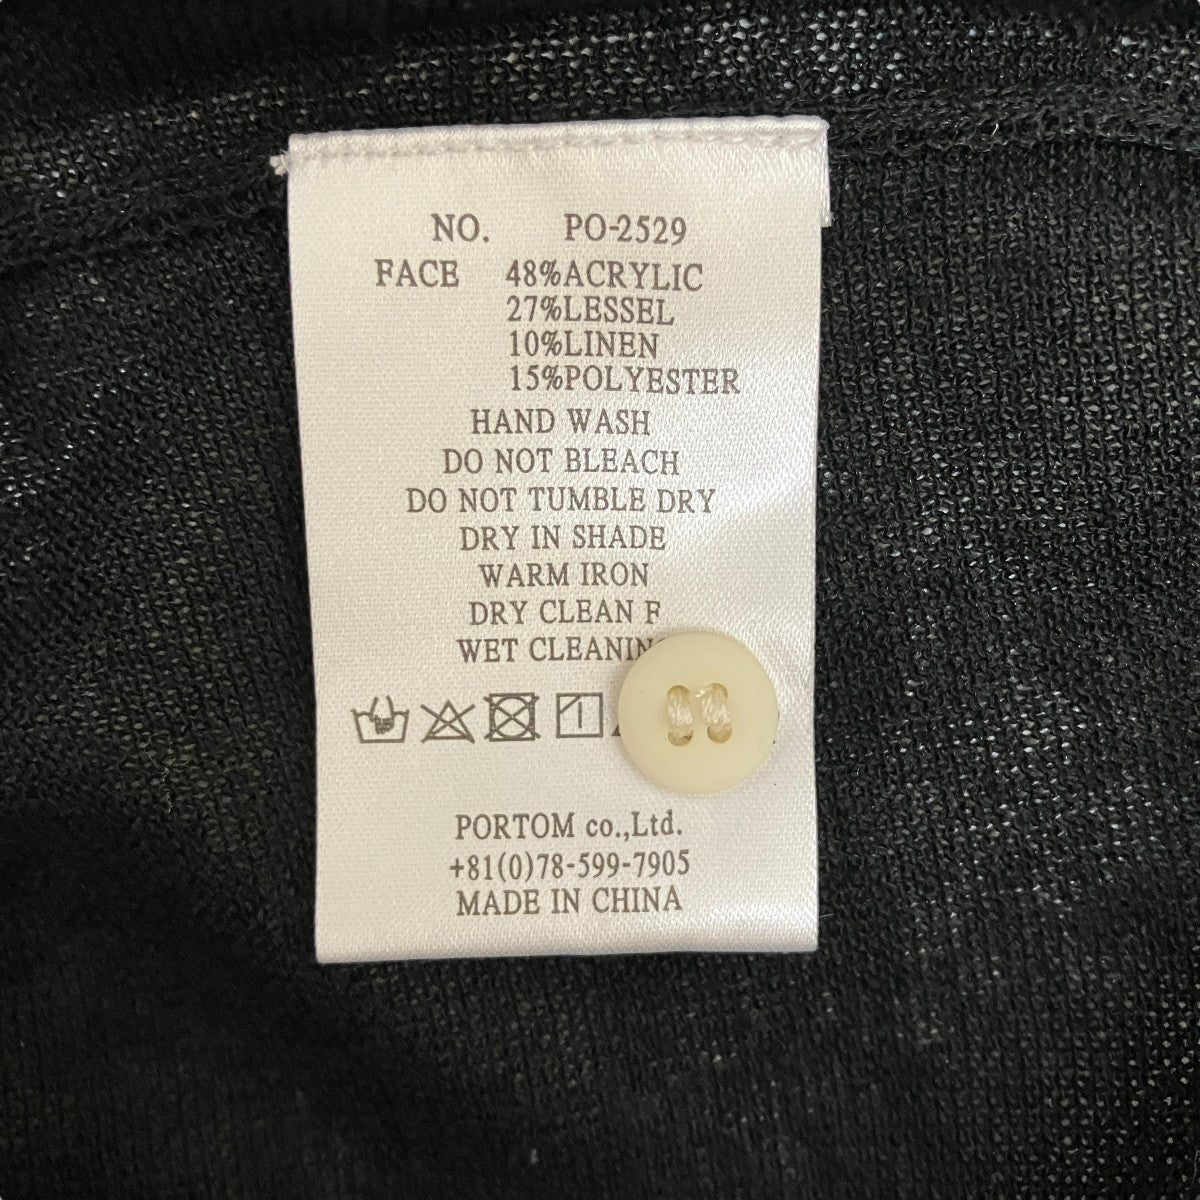 NO. PO-2529
FACE 48%ACRYLIC
27%LESSEL
10%LINEN
15%POLYESTER
HAND WASH
DO NOT BLEACH
DO NOT TUMBLE DRY
DRY IN SHADE
WARM IRON
DRY CLEAN F
WET
PORTOM co.,Ltd.
+81(0)78-599-7905
MADE IN CHINA